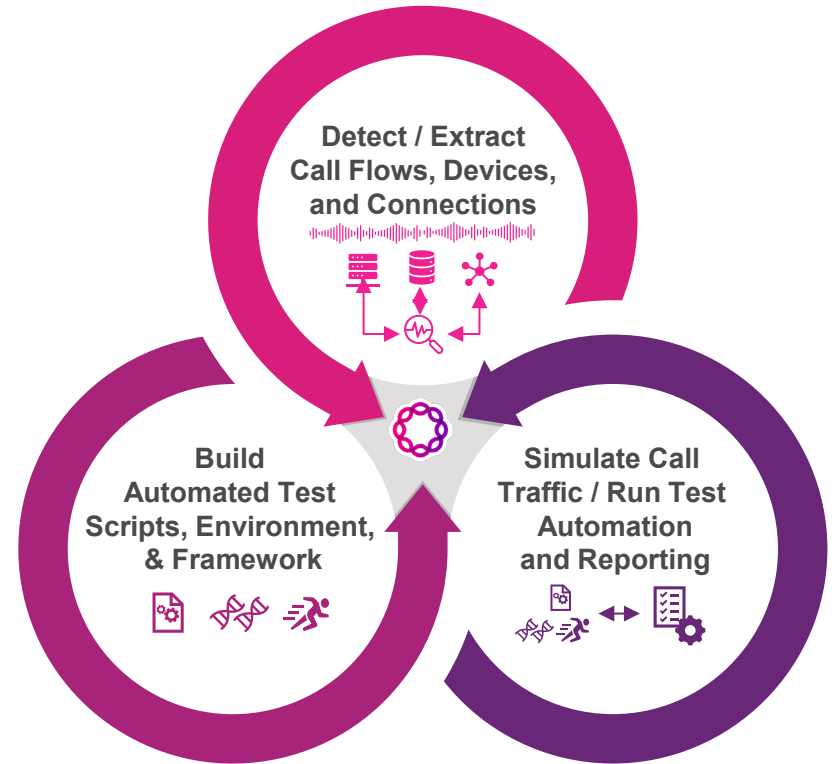 Detect / Extract
Call Flows, Devices,
and Connections
Build
Automated Test
Scripts, Environment,
& Framework
Simulate Call
Traffic / Run Test
Automation
and Reporting